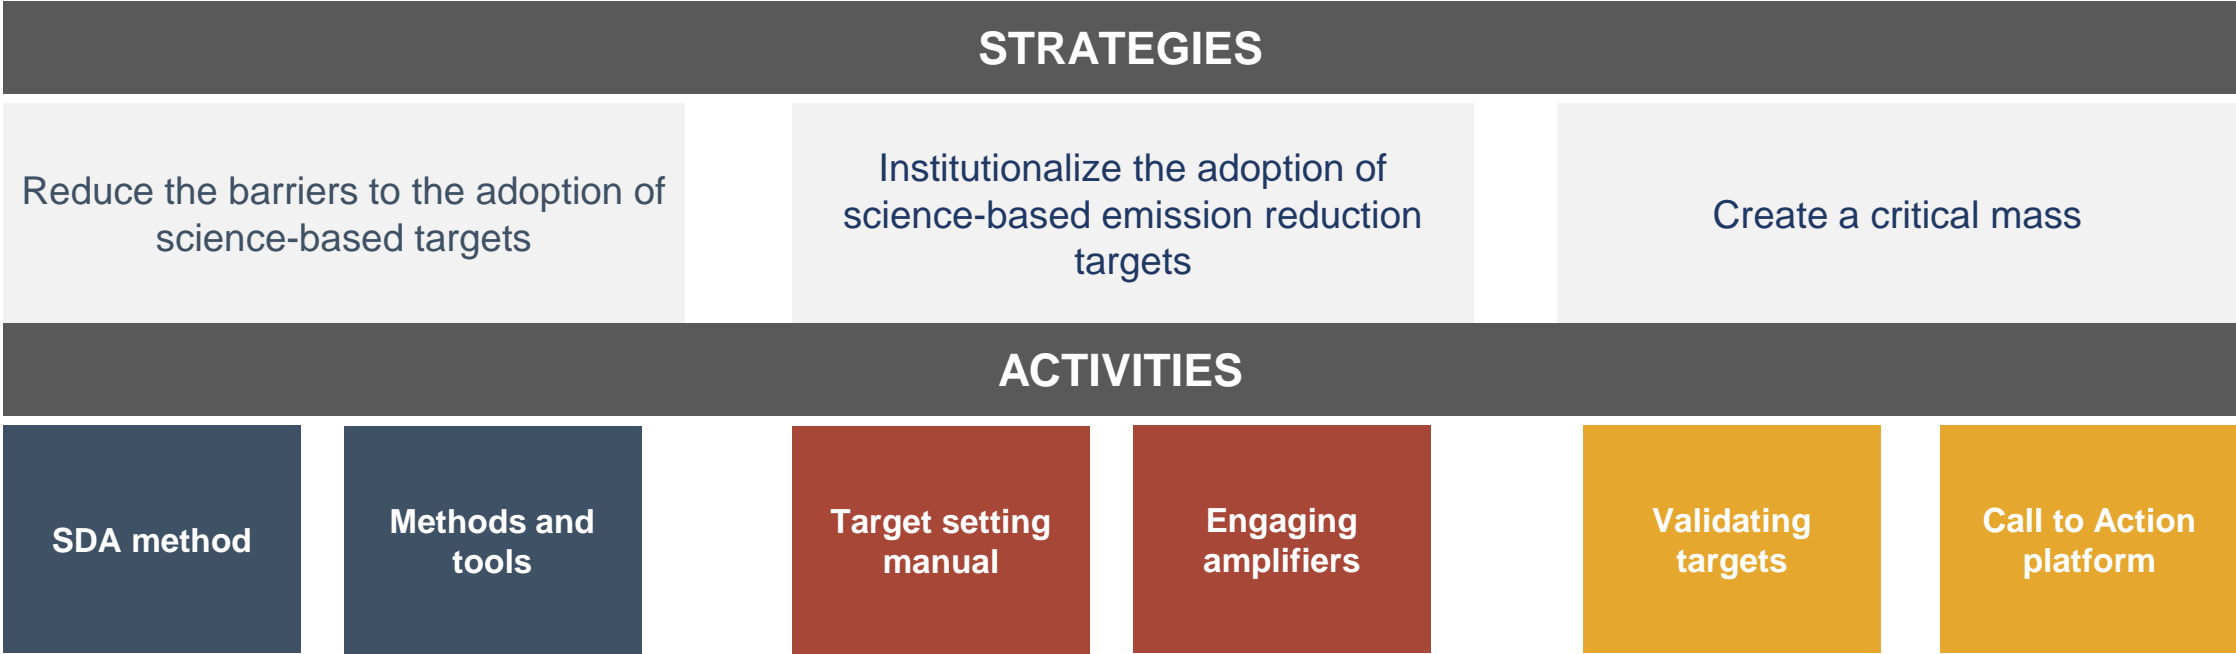 STRATEGIES
Reduce the barriers to the adoption of
science-based targets
Institutionalize the adoption of
science-based emission reduction
targets
Create a critical mass
ACTIVITIES
SDA method
Methods and
tools
Target setting
manual
Engaging
amplifiers
Validating
targets
Call to Action
platform